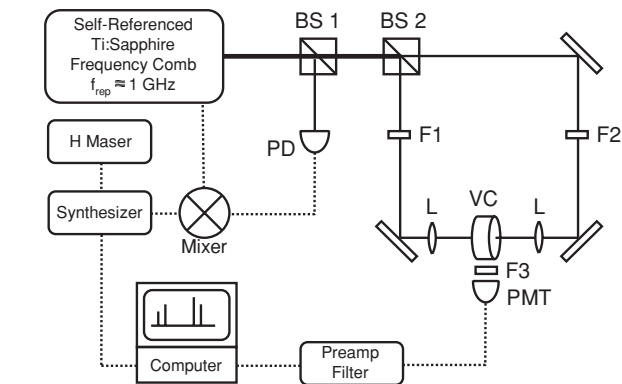 Self-Referenced
Ti:Sapphire
Frequency Comb
f_rep ≈ 1 GHz
BS 1
BS 2
H Maser
PD
F1
F2
Synthesizer
Mixer
L
VC
L
F3
PMT
Computer
Preamp
Filter